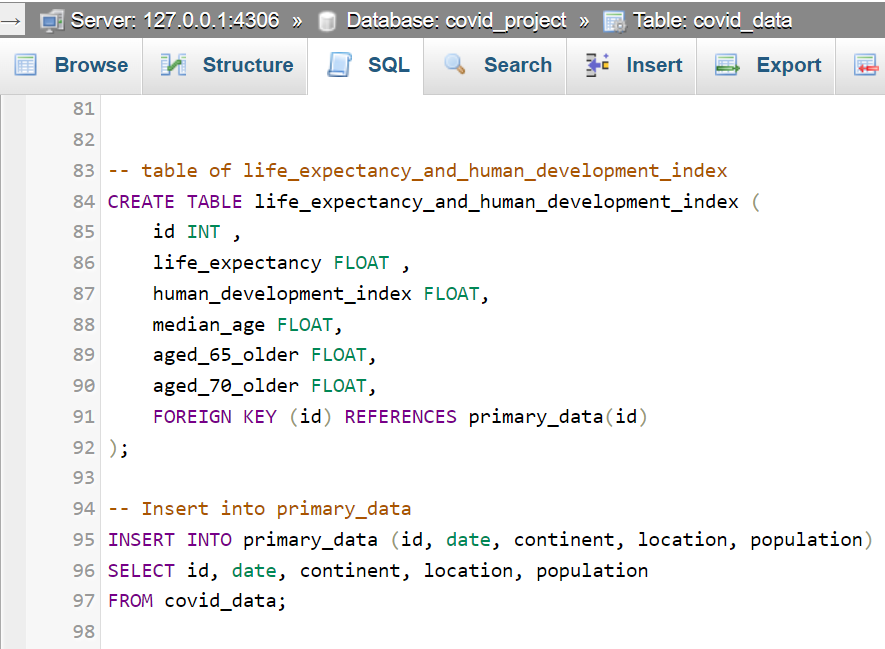 → Server: 127.0.0.1:4306 » Database: covid_project » Table: covid_data
Browse Structure SQL Search Insert Export
81
82
83 -- table of life_expectancy_and_human_development_index
84 CREATE TABLE life_expectancy_and_human_development_index (
85 id INT ,
86 life_expectancy FLOAT ,
87 human_development_index FLOAT,
88 median_age FLOAT,
89 aged_65_older FLOAT,
90 aged_70_older FLOAT,
91 FOREIGN KEY (id) REFERENCES primary_data(id)
92 );
93
94 -- Insert into primary_data
95 INSERT INTO primary_data (id, date, continent, location, population)
96 SELECT id, date, continent, location, population
97 FROM covid_data;
98